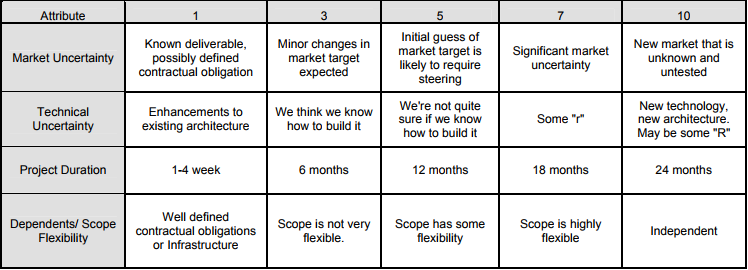 Attribute 1 3 5 7 10
Market Uncertainty
Known deliverable,
possibly defined
contractual obligation
Minor changes in
market target
expected
Initial guess of
market target is
likely to require
steering
Significant market
uncertainty
New market that is
unknown and
untested
Technical
Uncertainty
Enhancements to
existing architecture
We think we know
how to build it
We're not quite
sure if we know
how to build it
Some "r"
New technology,
new architecture.
May be some "R"
Project Duration
1-4 week
6 months
12 months
18 months
24 months
Dependents/ Scope
Flexibility
Well defined
contractual obligations
or Infrastructure
Scope is not very
flexible.
Scope has some
flexibility
Scope is highly
flexible
Independent